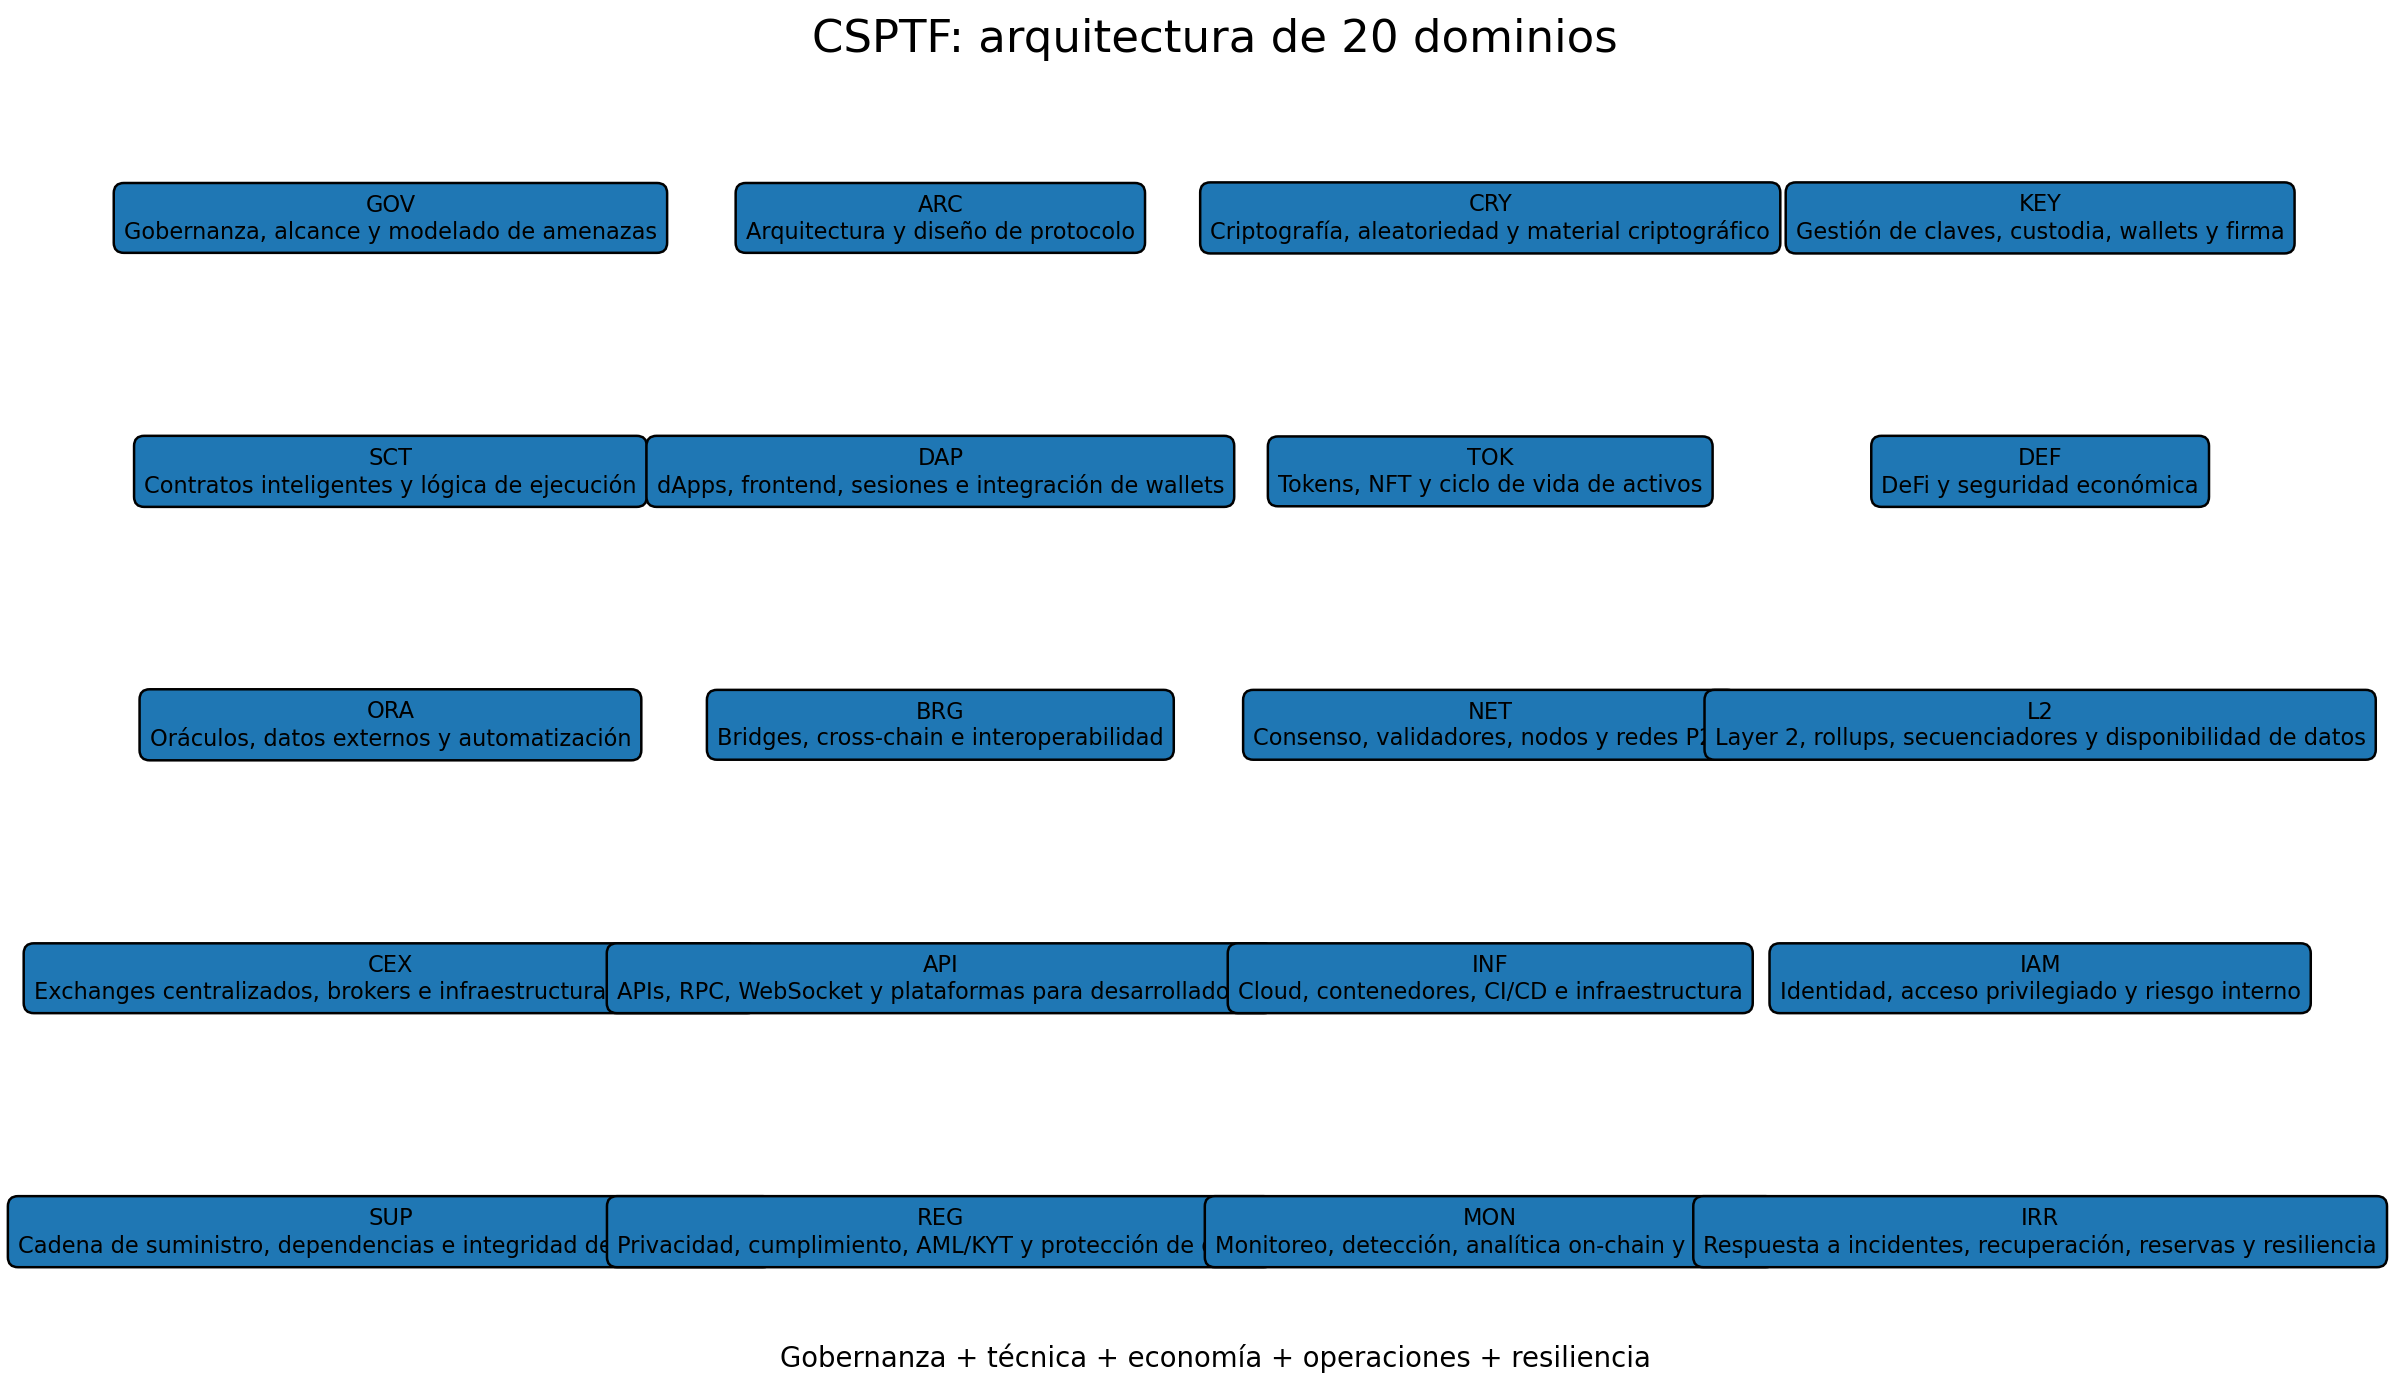 CSPTF: arquitectura de 20 dominios
GOV
Gobernanza, alcance y modelado de amenazas
ARC
Arquitectura y diseño de protocolo
CRY
Criptografía, aleatoriedad y material criptográfico
KEY
Gestión de claves, custodia, wallets y firma
SCT
Contratos inteligentes y lógica de ejecución
DAP
dApps, frontend, sesiones e integración de wallets
TOK
Tokens, NFT y ciclo de vida de activos
DEF
DeFi y seguridad económica
ORA
Oráculos, datos externos y automatización
BRG
Bridges, cross-chain e interoperabilidad
NET
Consenso, validadores, nodos y redes
L2
Layer 2, rollups, secuenciadores y disponibilidad de datos
CEX
Exchanges centralizados, brokers e infraestructura
API
APIs, RPC, WebSocket y plataformas para
INF
Cloud, contenedores, CI/CD e infraestructura
IAM
Identidad, acceso privilegiado y riesgo interno
SUP
Cadena de suministro, dependencias e integridad
REG
Privacidad, cumplimiento, AML/KYT y protección de
MON
Monitoreo, detección, analítica on-chain y
IRR
Respuesta a incidentes, recuperación, reservas y resiliencia
Gobernanza + técnica + economía + operaciones + resiliencia